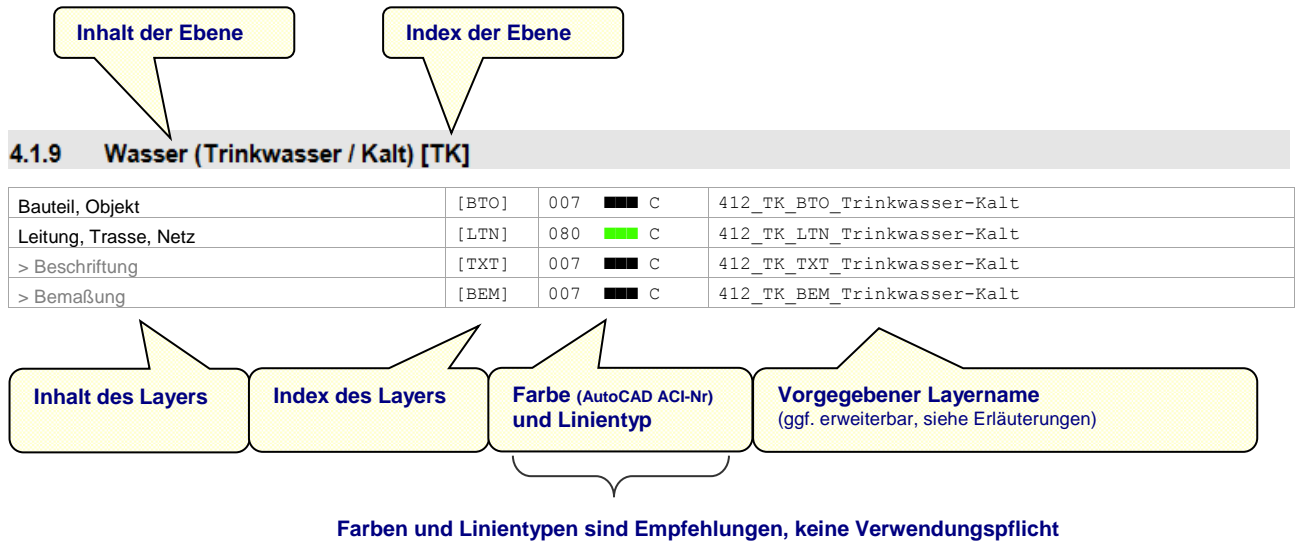 Inhalt der Ebene
Index der Ebene
4.1.9 Wasser (Trinkwasser / Kalt) [TK]
Bauteil, Objekt [BTO] 007 ■■■ C 412_TK_BTO_Trinkwasser-Kalt
Leitung, Trasse, Netz [LTN] 080 ■■■ C 412_TK_LTN_Trinkwasser-Kalt
> Beschriftung [TXT] 007 ■■■ C 412_TK_TXT_Trinkwasser-Kalt
> Bemaßung [BEM] 007 ■■■ C 412_TK_BEM_Trinkwasser-Kalt
Inhalt des Layers
Index des Layers
Farbe (AutoCAD ACI-Nr)
und Linientyp
Vorgegebener Layername
(ggf. erweiterbar, siehe Erläuterungen)
Farben und Linientypen sind Empfehlungen, keine Verwendungspflicht